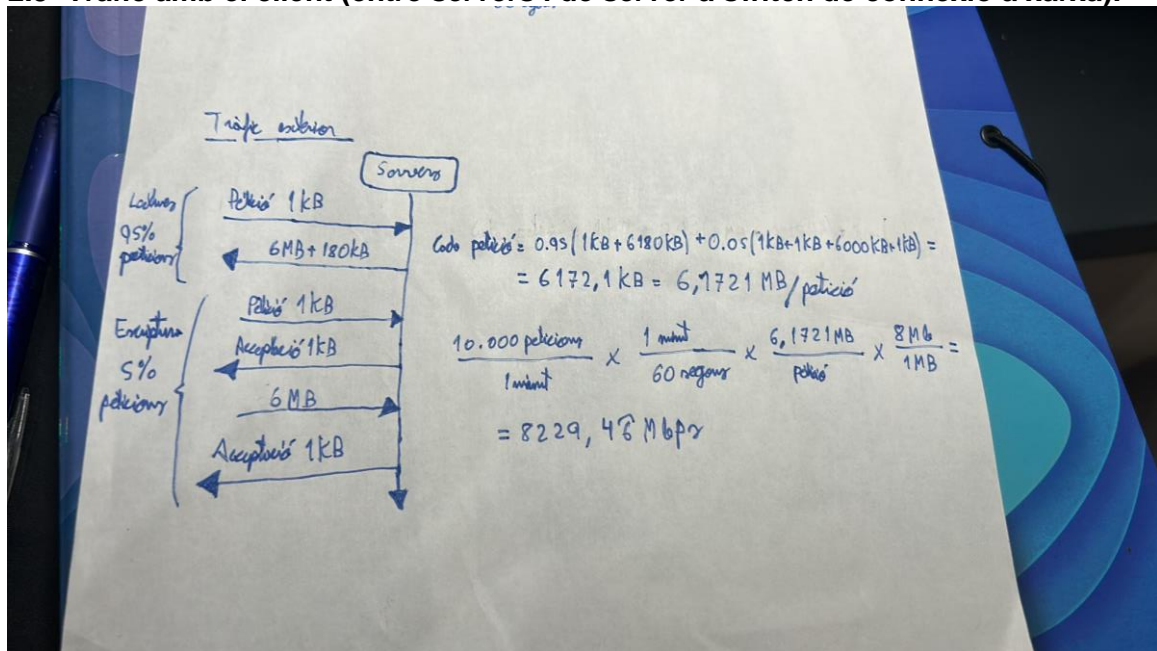 Tràfic exterior
Servers
Lectures
95%
peticions
Petició 1kB
6MB + 180kB
Escriptura
5%
peticions
Petició 1kB
Acceptació 1kB
6 MB
Acceptació 1kB
Cada petició = 0.95(1KB+6180KB)+0.05(1KB+1KB+6000KB+1KB) =
= 6172,1 KB = 6,1721 MB/petició
10.000 peticions / 1 minut × 1 minut / 60 segons × 6,1721MB / petició × 8Mb / 1MB =
= 8229,46 Mbps